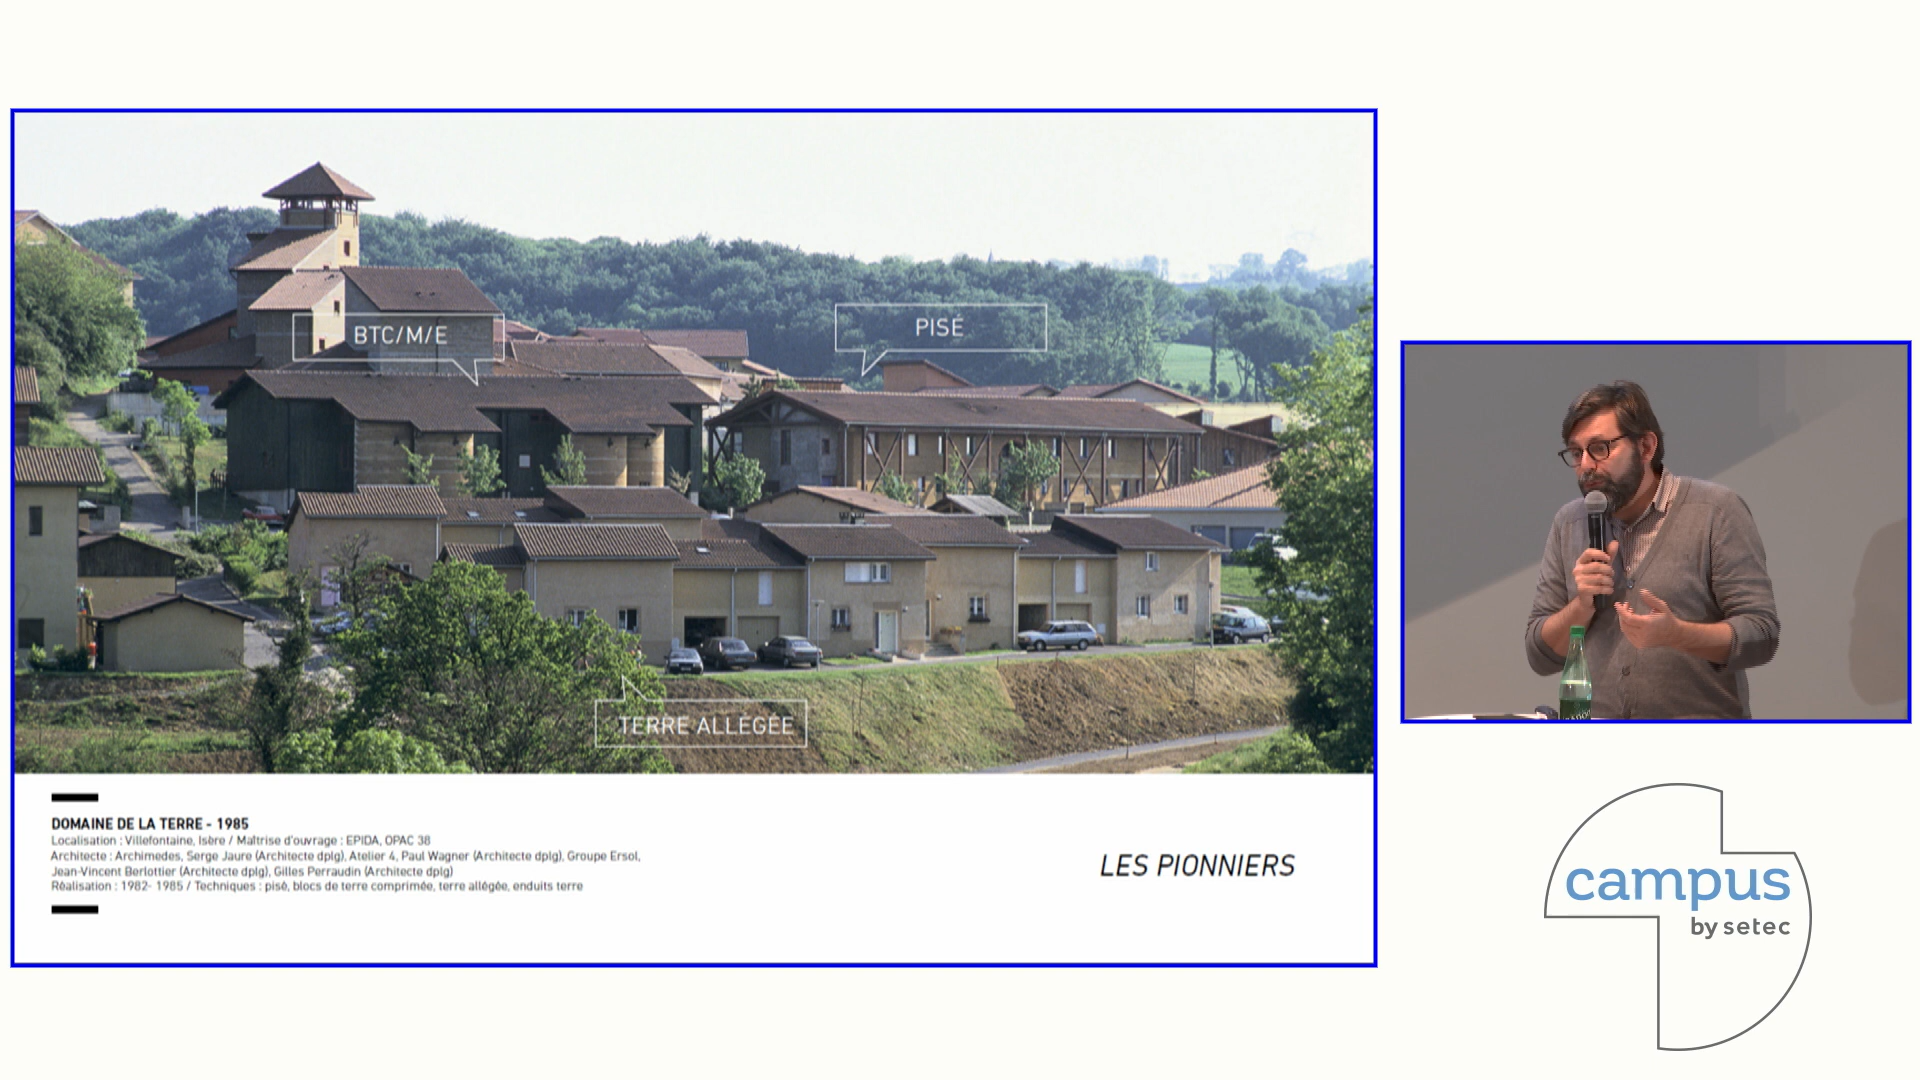 BTC/M/E
PISÉ
TERRE ALLÉGÉE
DOMAINE DE LA TERRE - 1985
Localisation : Villefontaine, Isère / Maîtrise d'ouvrage : EPIDA, OPAC 38
Architecte : Archimedes, Serge Jaure (Architecte dplg), Atelier 4, Paul Wagner (Architecte dplg), Groupe Ersol,
Jean-Vincent Berlottier (Architecte dplg), Gilles Perraudin (Architecte dplg)
Réalisation : 1982- 1985 / Techniques : pisé, blocs de terre comprimée, terre allégée, enduits terre
LES PIONNIERS
campus
by setec